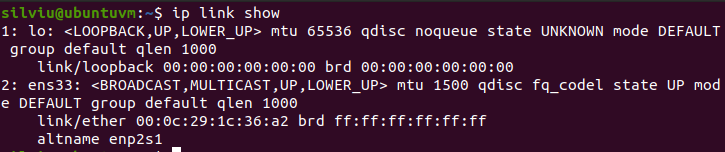 silviu@ubuntuvm:~$ ip link show
1: lo: <LOOPBACK,UP,LOWER_UP> mtu 65536 qdisc noqueue state UNKNOWN mode DEFAULT
 group default qlen 1000
    link/loopback 00:00:00:00:00:00 brd 00:00:00:00:00:00
2: ens33: <BROADCAST,MULTICAST,UP,LOWER_UP> mtu 1500 qdisc fq_codel state UP mod
e DEFAULT group default qlen 1000
    link/ether 00:0c:29:1c:36:a2 brd ff:ff:ff:ff:ff:ff
    altname enp2s1